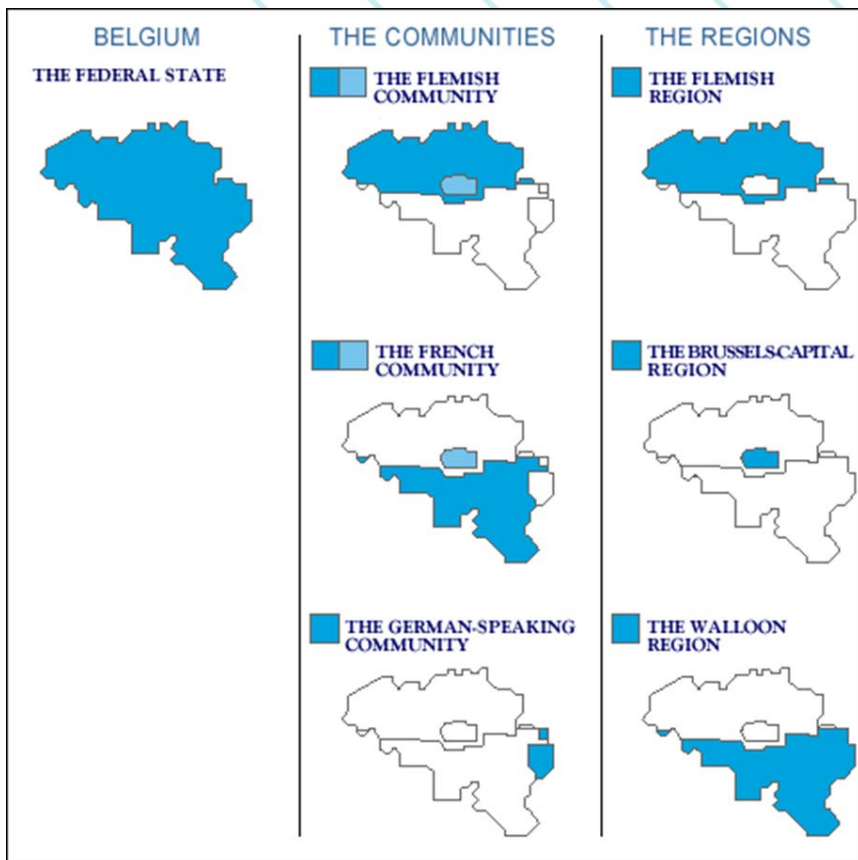 BELGIUM
THE FEDERAL STATE
THE COMMUNITIES
THE FLEMISH
COMMUNITY
THE FRENCH
COMMUNITY
THE GERMAN-SPEAKING
COMMUNITY
THE REGIONS
THE FLEMISH
REGION
THE BRUSSELS-CAPITAL
REGION
THE WALLOON
REGION